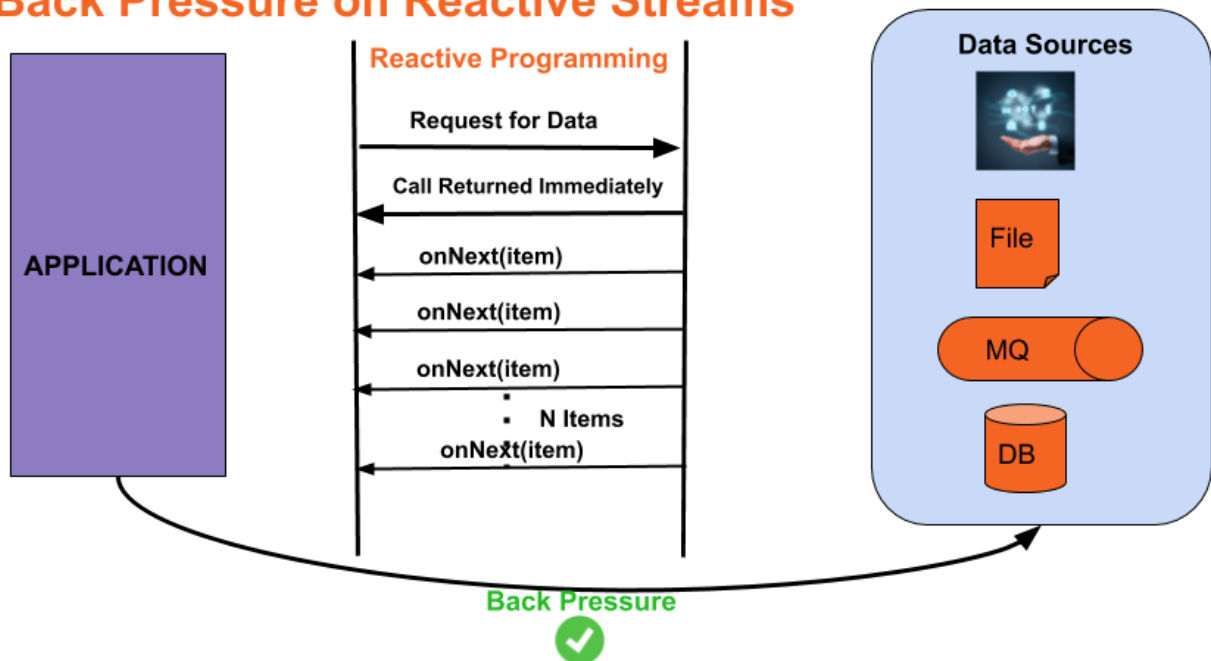 Back Pressure on Reactive Streams
Reactive Programming
Request for Data
Call Returned Immediately
onNext(item)
onNext(item)
onNext(item)
N Items
onNext(item)
APPLICATION
Data Sources
File
MQ
DB
Back Pressure